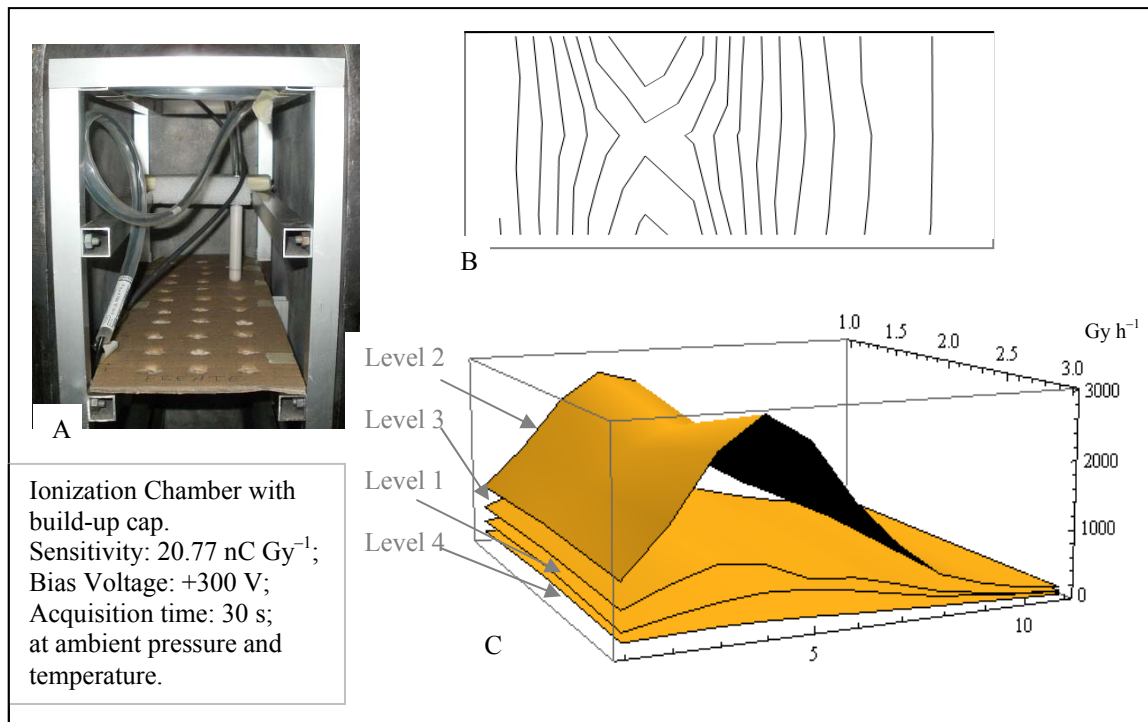 A
B
Ionization Chamber with
build-up cap.
Sensitivity: 20.77 nC Gy⁻¹;
Bias Voltage: +300 V;
Acquisition time: 30 s;
at ambient pressure and
temperature.
Level 2
Level 3
Level 1
Level 4
C
1.0
1.5
2.0
2.5
3.0
Gy h⁻¹
3000
2000
1000
0
5
10